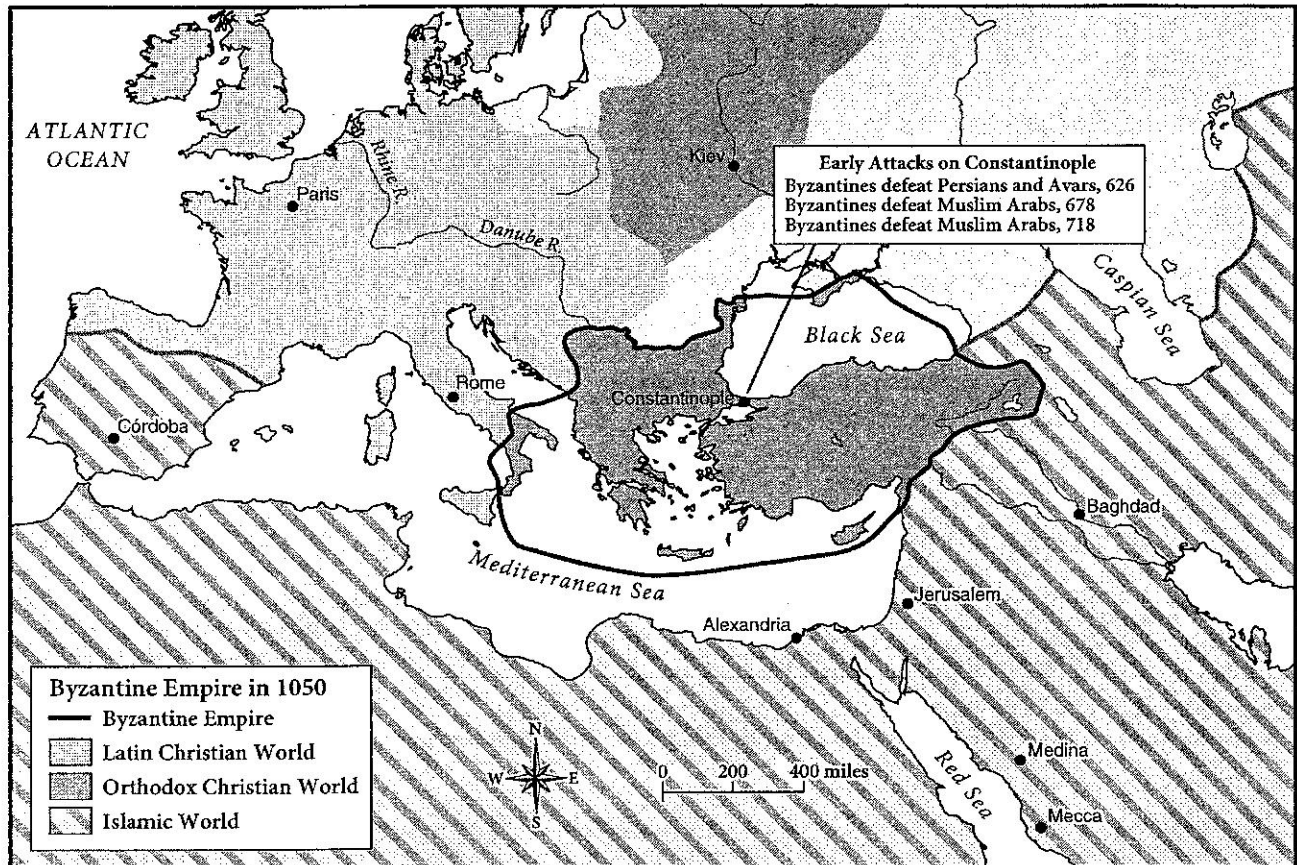 ATLANTIC
OCEAN
Paris
Rhine R.
Danube R.
Kiev
Early Attacks on Constantinople
Byzantines defeat Persians and Avars, 626
Byzantines defeat Muslim Arabs, 678
Byzantines defeat Muslim Arabs, 718
Caspian Sea
Black Sea
Rome
Constantinople
Córdoba
Baghdad
Mediterranean Sea
Jerusalem
Alexandria
Medina
Red Sea
Mecca
Byzantine Empire in 1050
Byzantine Empire
Latin Christian World
Orthodox Christian World
Islamic World
N
W E
S
0 200 400 miles